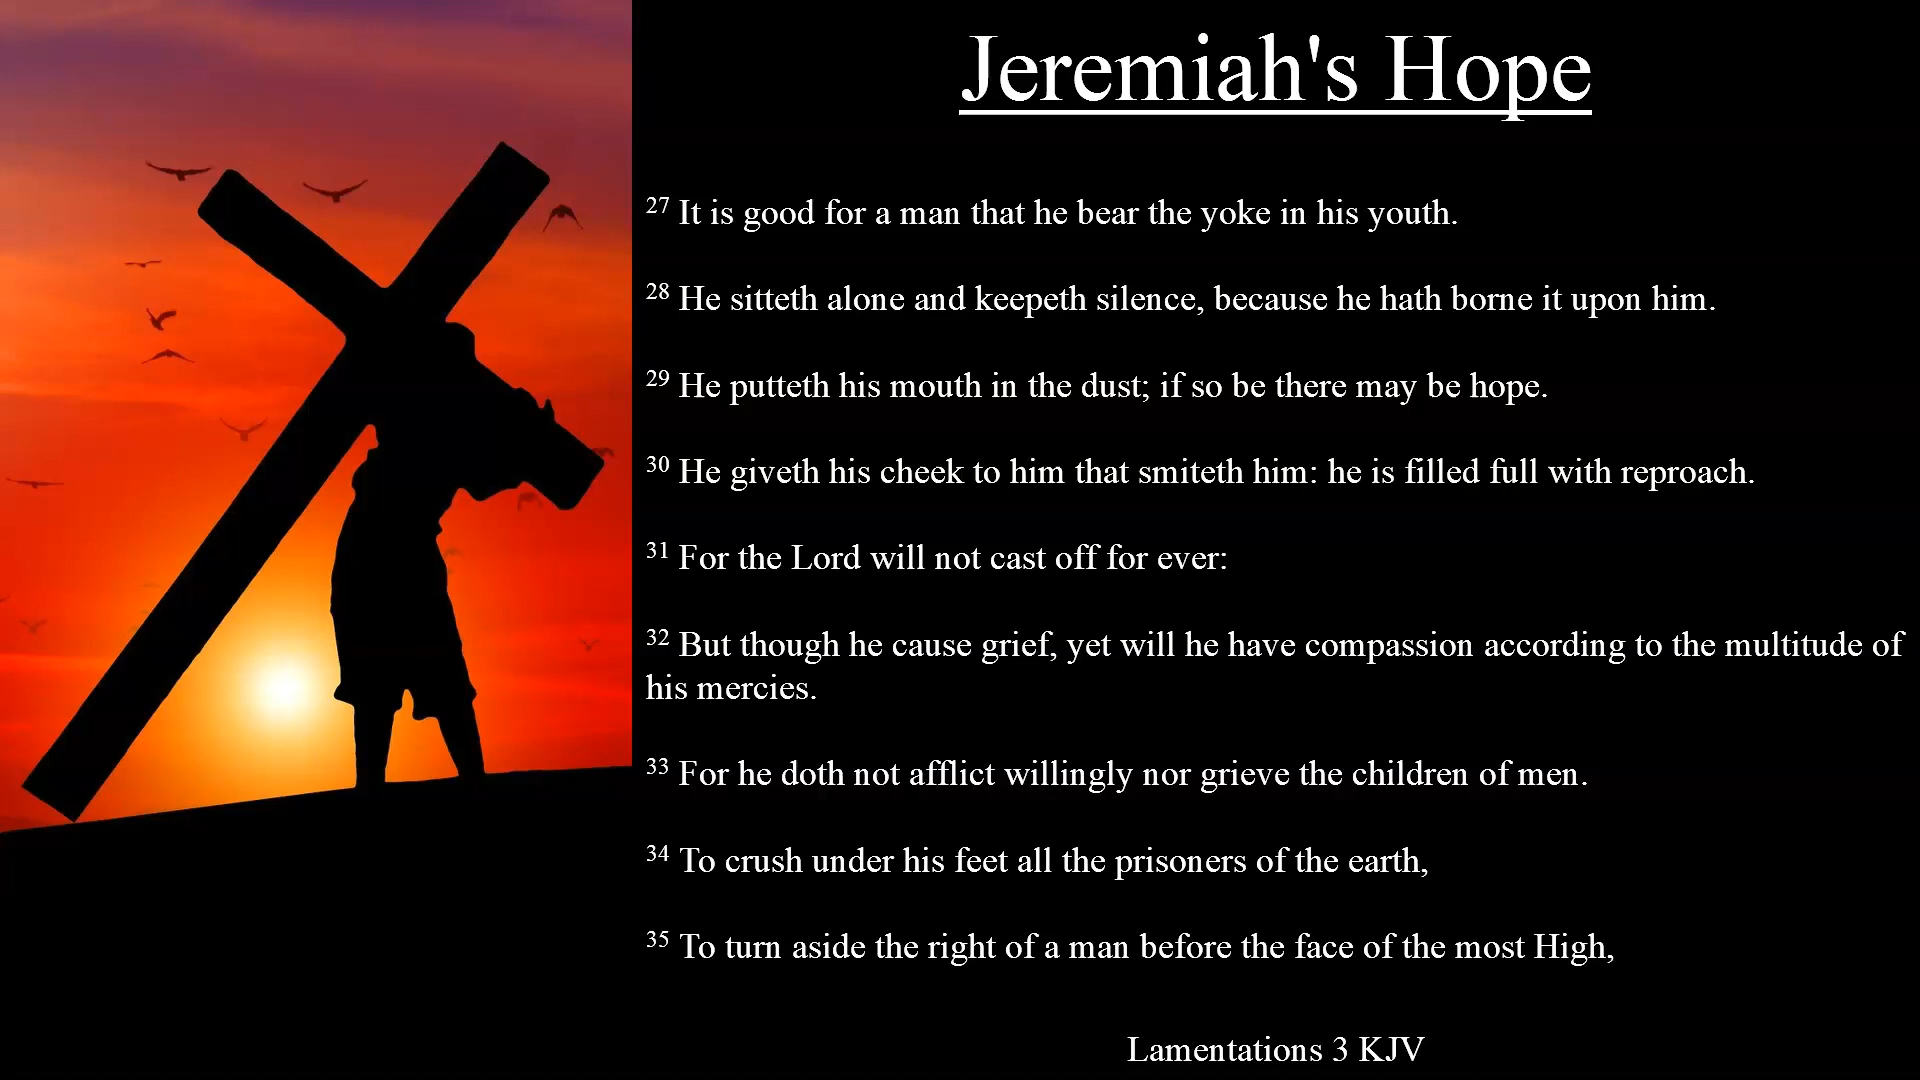 Jeremiah's Hope
27 It is good for a man that he bear the yoke in his youth.
28 He sitteth alone and keepeth silence, because he hath borne it upon him.
29 He putteth his mouth in the dust; if so be there may be hope.
30 He giveth his cheek to him that smiteth him: he is filled full with reproach.
31 For the Lord will not cast off for ever:
32 But though he cause grief, yet will he have compassion according to the multitude of
his mercies.
33 For he doth not afflict willingly nor grieve the children of men.
34 To crush under his feet all the prisoners of the earth,
35 To turn aside the right of a man before the face of the most High,
Lamentations 3 KJV